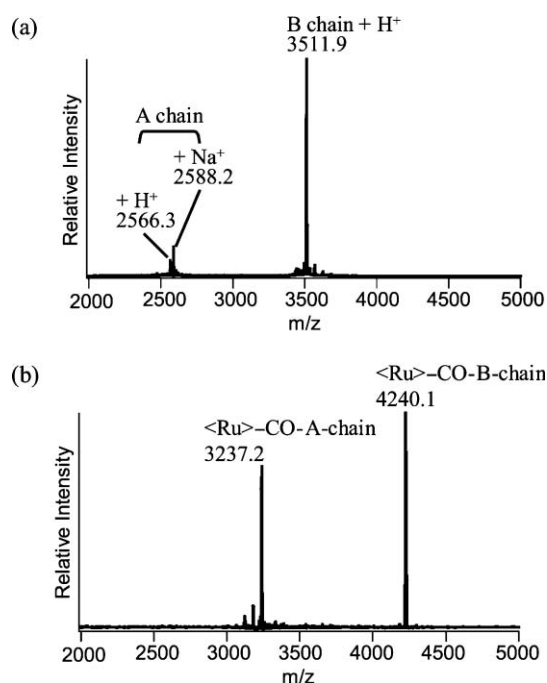 (a)
B chain + H⁺
3511.9
A chain
+ Na⁺
2588.2
+ H⁺
2566.3
Relative Intensity
2000 2500 3000 3500 4000 4500 5000
m/z
(b)
<Ru>–CO-B-chain
4240.1
<Ru>–CO-A-chain
3237.2
Relative Intensity
2000 2500 3000 3500 4000 4500 5000
m/z